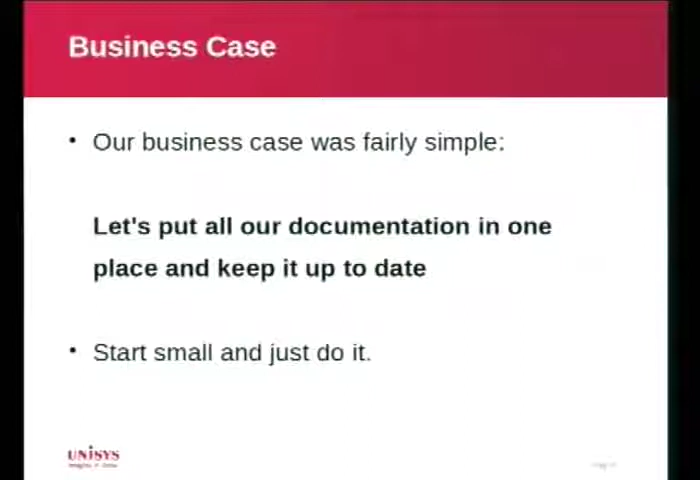 Business Case
• Our business case was fairly simple:
Let's put all our documentation in one
place and keep it up to date
• Start small and just do it.
UNISYS